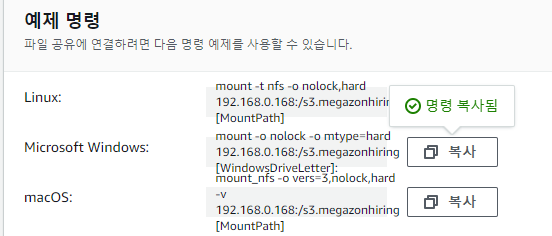 예제 명령
파일 공유에 연결하려면 다음 명령 예제를 사용할 수 있습니다.
Linux:
mount -t nfs -o nolock,hard
192.168.0.168:/s3.megazonhiring
[MountPath]
명령 복사됨
Microsoft Windows:
mount -o nolock -o mtype=hard
192.168.0.168:/s3.megazonhiring
[WindowsDriveLetter]:
복사
macOS:
mount_nfs -o vers=3,nolock,hard
-v
192.168.0.168:/s3.megazonhiring
[MountPath]
복사